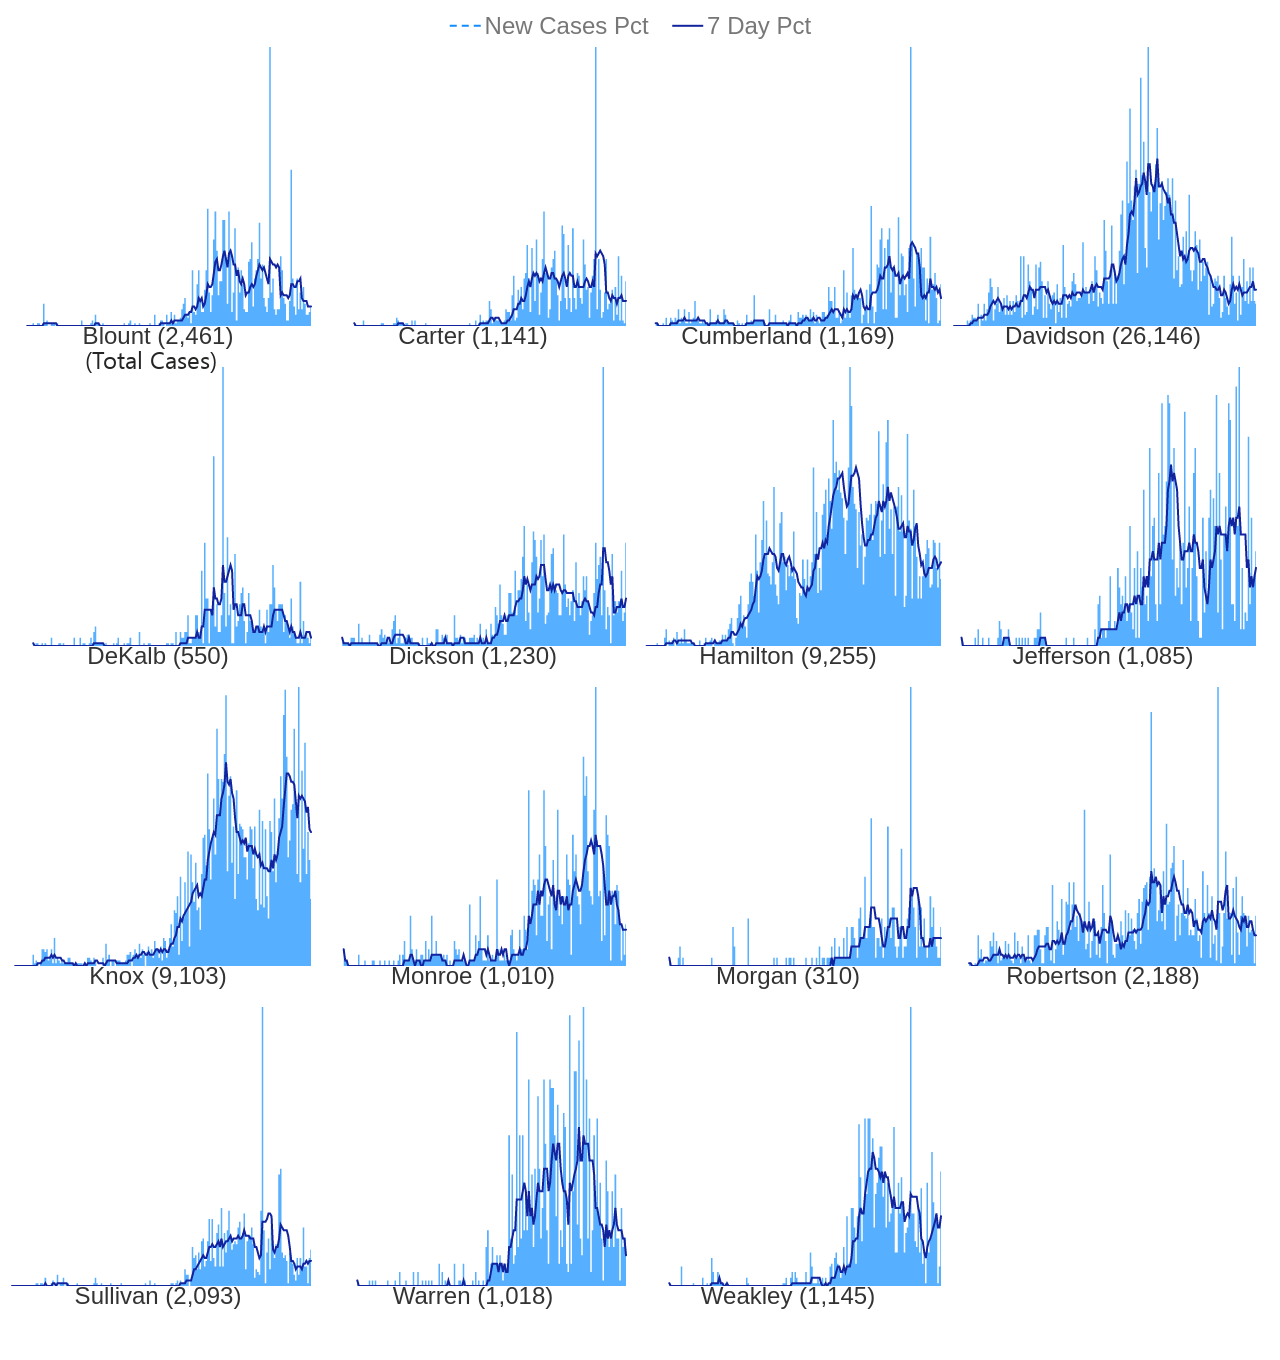 New Cases Pct 7 Day Pct
Blount (2,461) Carter (1,141) Cumberland (1,169) Davidson (26,146)
(Total Cases)
DeKalb (550) Dickson (1,230) Hamilton (9,255) Jefferson (1,085)
Knox (9,103) Monroe (1,010) Morgan (310) Robertson (2,188)
Sullivan (2,093) Warren (1,018) Weakley (1,145)